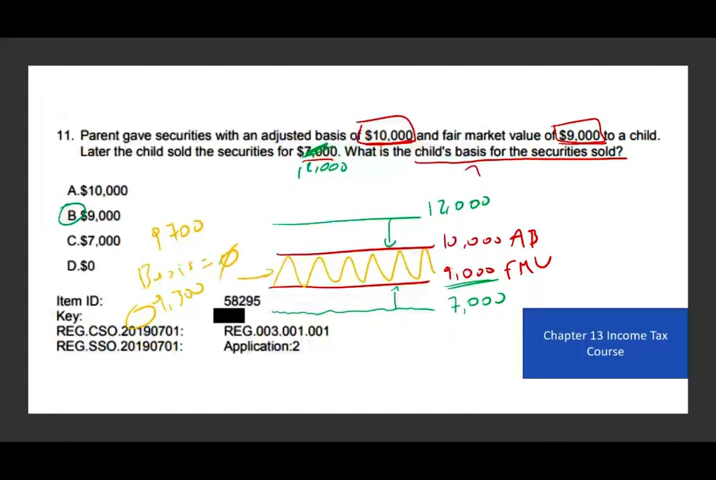 11. Parent gave securities with an adjusted basis of $10,000 and fair market value of $9,000 to a child.
Later the child sold the securities for $7,000. What is the child's basis for the securities sold?
12,000
A.$10,000
B.$9,000
C.$7,000
D.$0
9700
Basis =
9,300
12,000
10,000 AB
9,000 FMV
7,000
Item ID: 58295
Key:
REG.CSO.20190701: REG.003.001.001
REG.SSO.20190701: Application:2
Chapter 13 Income Tax
Course